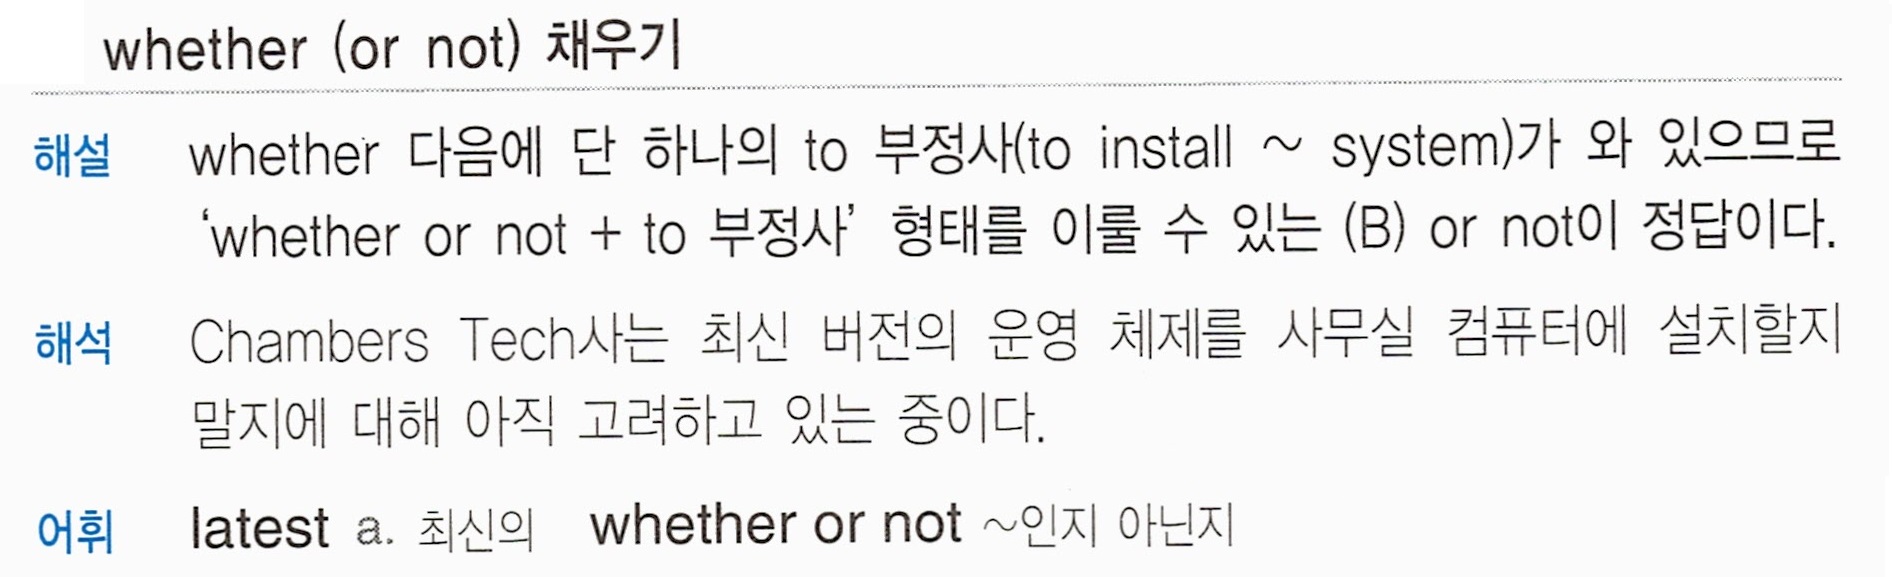 whether (or not) 채우기
해설 whether 다음에 단 하나의 to 부정사(to install ~ system)가 와 있으므로
‘whether or not + to 부정사’ 형태를 이룰 수 있는 (B) or not이 정답이다.
해석 Chambers Tech사는 최신 버전의 운영 체제를 사무실 컴퓨터에 설치할지
말지에 대해 아직 고려하고 있는 중이다.
어휘 latest a. 최신의 whether or not ~인지 아닌지